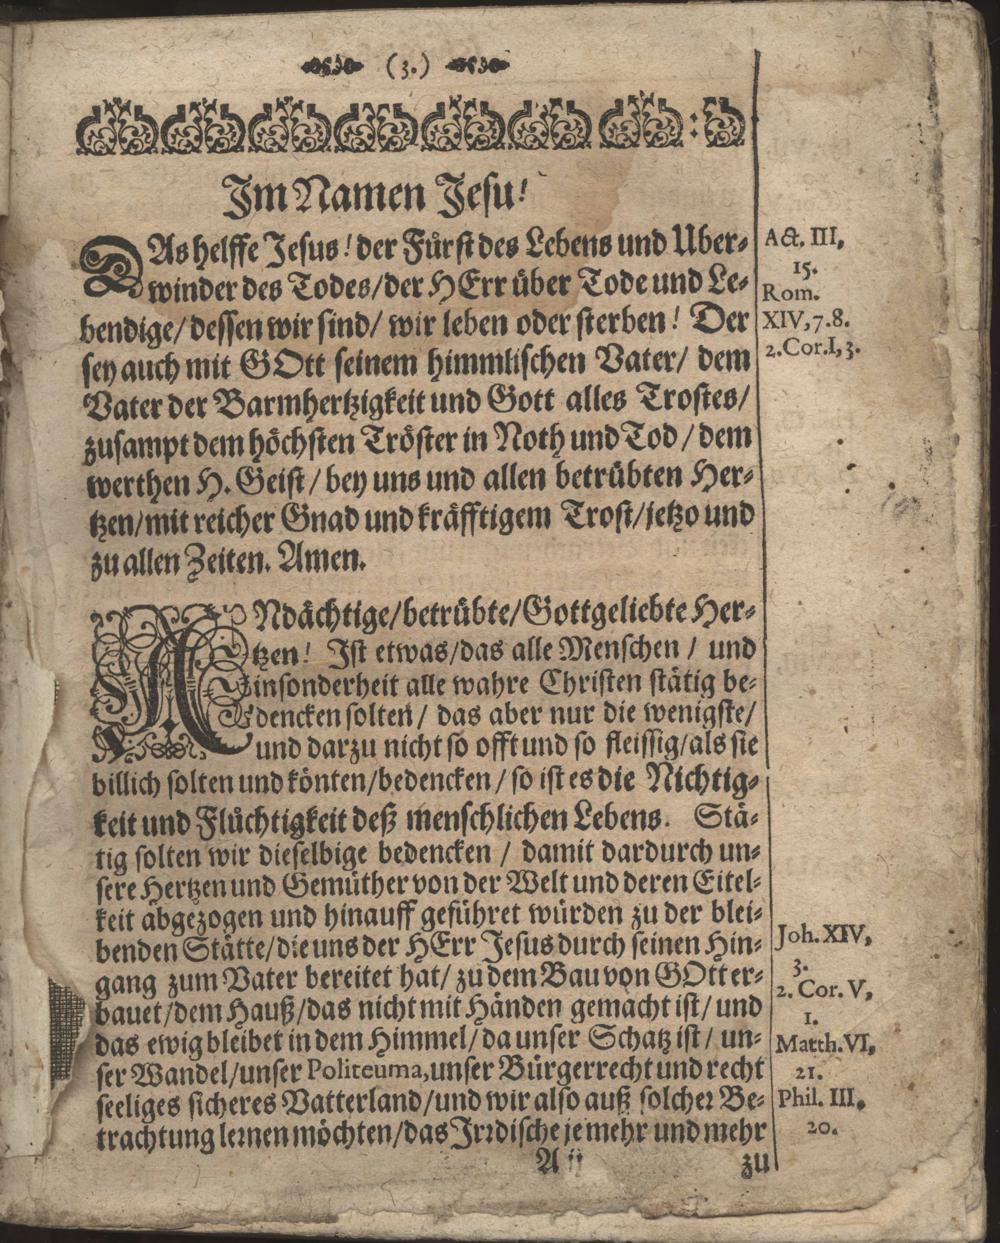 (3.)
Im Namen Jesu!
DAs helffe Jesus! der Fürst des Lebens und Uber-
winder des Todes/der HErr über Tode und Le-
bendige/dessen wir sind/ wir leben oder sterben! Der
sey auch mit GOtt seinem himmlischen Vater/ dem
Vater der Barmhertzigkeit und Gott alles Trostes/
zusampt dem höchsten Tröster in Noth und Tod/dem
werthen H. Geist/bey uns und allen betrübten Her-
tzen/mit reicher Gnad und kräfftigem Trost/jetzo und
zu allen Zeiten. Amen.
Act. III,
15.
Rom.
XIV,7.8.
2.Cor.I,3.
ANdächtige/betrübte/Gottgeliebte Her-
tzen! Ist etwas/das alle Menschen / und
insonderheit alle wahre Christen stätig be-
dencken solten/ das aber nur die wenigste/
und darzu nicht so offt und so fleissig/als sie
billich solten und könten/bedencken/so ist es die Nichtig-
keit und Flüchtigkeit deß menschlichen Lebens. Stä-
tig solten wir dieselbige bedencken / damit dardurch un-
sere Hertzen und Gemüther von der Welt und deren Eitel-
keit abgezogen und hinauff geführet würden zu der blei-
benden Stätte/die uns der HErr Jesus durch seinen Hin-
gang zum Vater bereitet hat/ zu dem Bau von GOtt er-
bauet/dem Hauß/das nicht mit Händen gemacht ist/ und
das ewig bleibet in dem Himmel/da unser Schatz ist / un-
ser Wandel/unser Politeuma,unser Bürgerrecht und recht
seeliges sicheres Vatterland/und wir also auß solcher Be-
trachtung lernen möchten/das Irrdische je mehr und mehr
Joh. XIV,
3.
2. Cor. V,
1.
Matth.VI,
21.
Phil. III,
20.
A ij
zu